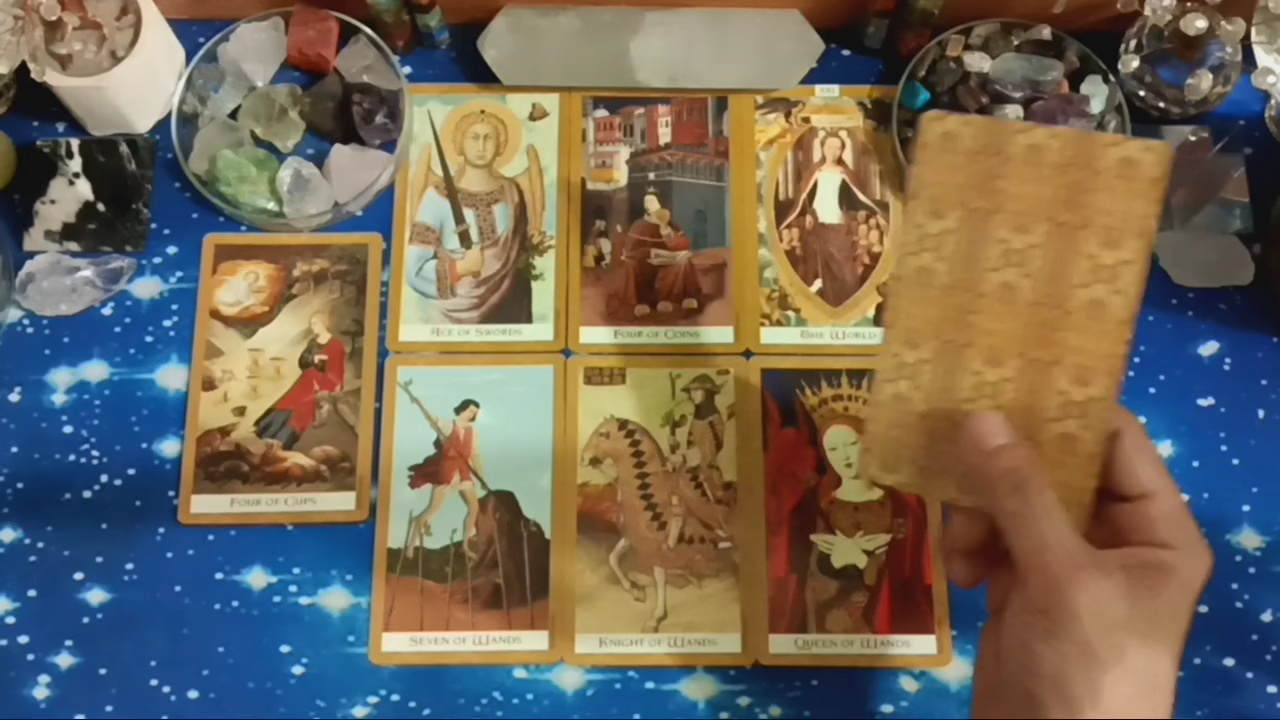 XXI
Ace of Swords
Four of Coins
The World
Four of Cups
Seven of Wands
Knight of Wands
Queen of Wands